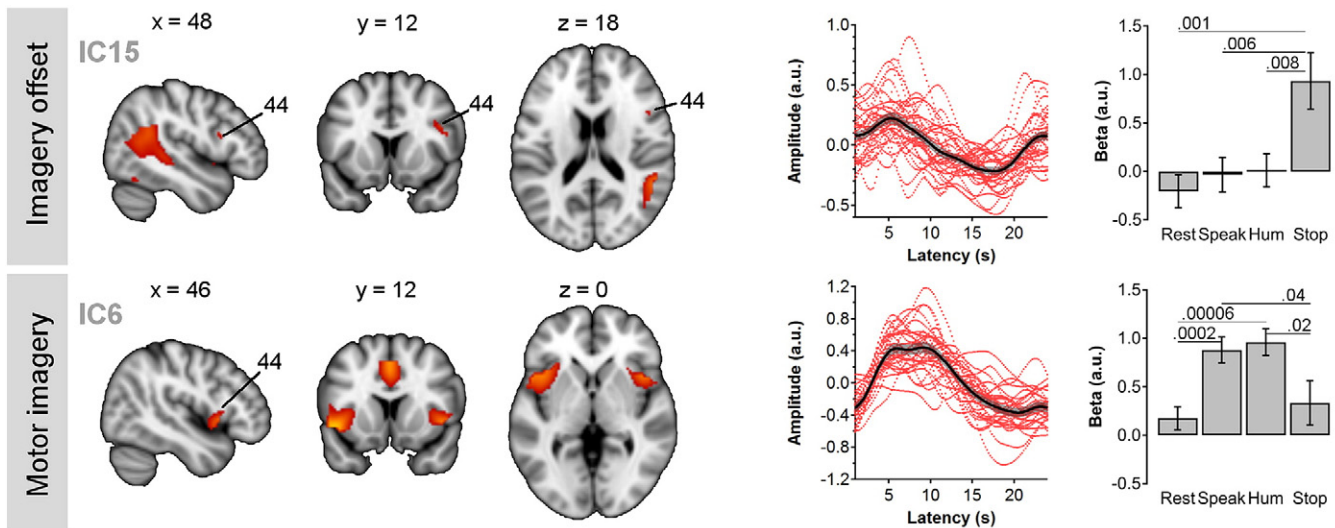 Imagery offset
IC15
x = 48
y = 12
z = 18
44
44
44
Amplitude (a.u.)
1.0
0.5
0.0
-0.5
5
10
15
20
Latency (s)
Beta (a.u.)
1.5
1.0
0.5
0.0
-0.5
.001
.006
.008
Rest Speak Hum Stop
Motor imagery
IC6
x = 46
y = 12
z = 0
44
Amplitude (a.u.)
1.2
0.8
0.4
0.0
-0.4
-0.8
-1.2
5
10
15
20
Latency (s)
Beta (a.u.)
1.5
1.0
0.5
0.0
-0.5
.04
.00006
.0002
.02
Rest Speak Hum Stop